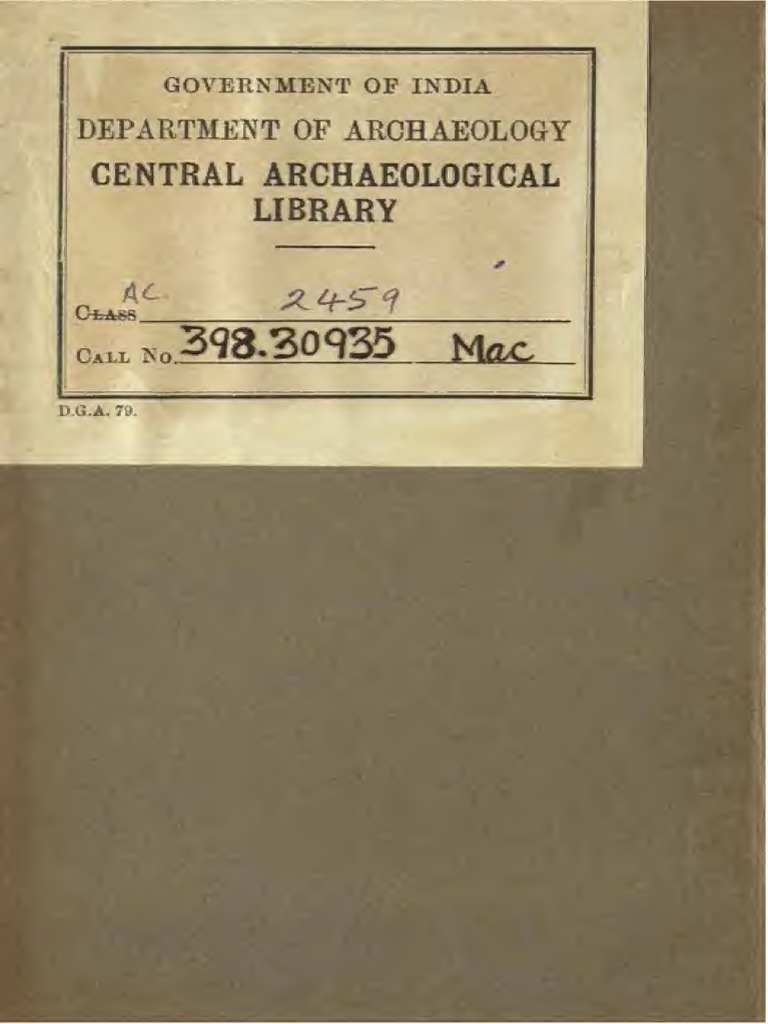 GOVERNMENT OF INDIA
DEPARTMENT OF ARCHAEOLOGY
CENTRAL ARCHAEOLOGICAL
LIBRARY
AC.
CLASS 2459
CALL No. 398.30935 Mac
D.G.A. 79.